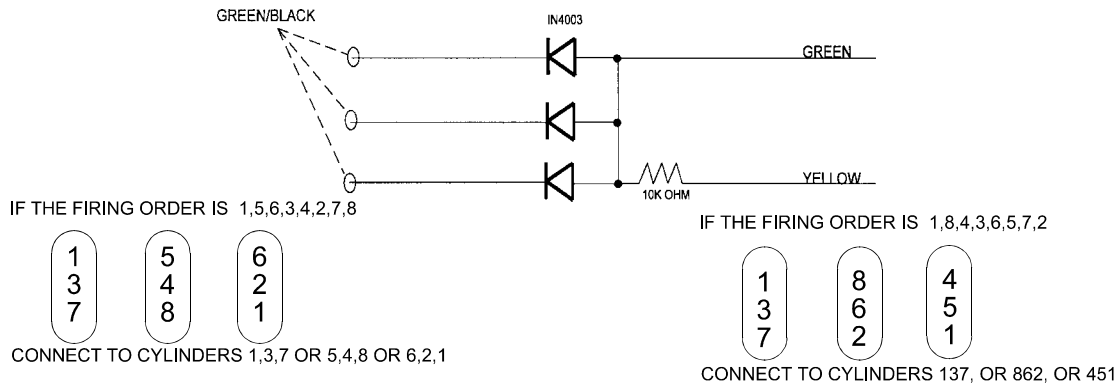 GREEN/BLACK
IN4003
GREEN
YELLOW
10K OHM
IF THE FIRING ORDER IS 1,5,6,3,4,2,7,8
1 5 6
3 4 2
7 8 1
CONNECT TO CYLINDERS 1,3,7 OR 5,4,8 OR 6,2,1
IF THE FIRING ORDER IS 1,8,4,3,6,5,7,2
1 8 4
3 6 5
7 2 1
CONNECT TO CYLINDERS 137, OR 862, OR 451